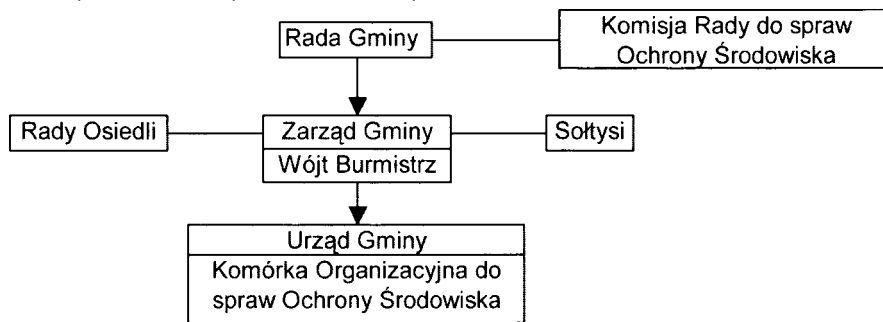 Rada Gminy
Komisja Rady do spraw
Ochrony Środowiska
Rady Osiedli
Zarząd Gminy
Sołtysi
Wójt Burmistrz
Urząd Gminy
Komórka Organizacyjna do
spraw Ochrony Środowiska